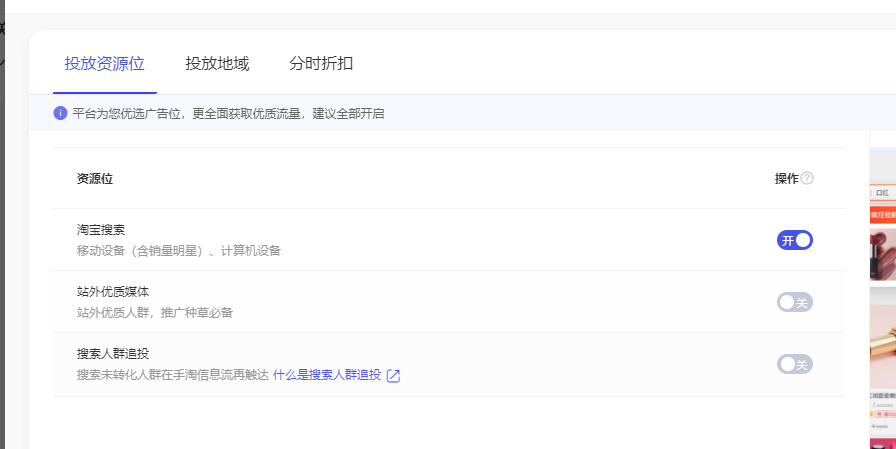 投放资源位
投放地域
分时折扣
平台为您优选广告位，更全面获取优质流量，建议全部开启
资源位
操作
淘宝搜索
移动设备（含销量明星）、计算机设备
开
站外优质媒体
站外优质人群，推广种草必备
关
搜索人群追投
搜索未转化人群在手淘信息流再触达 什么是搜索人群追投
关
口红